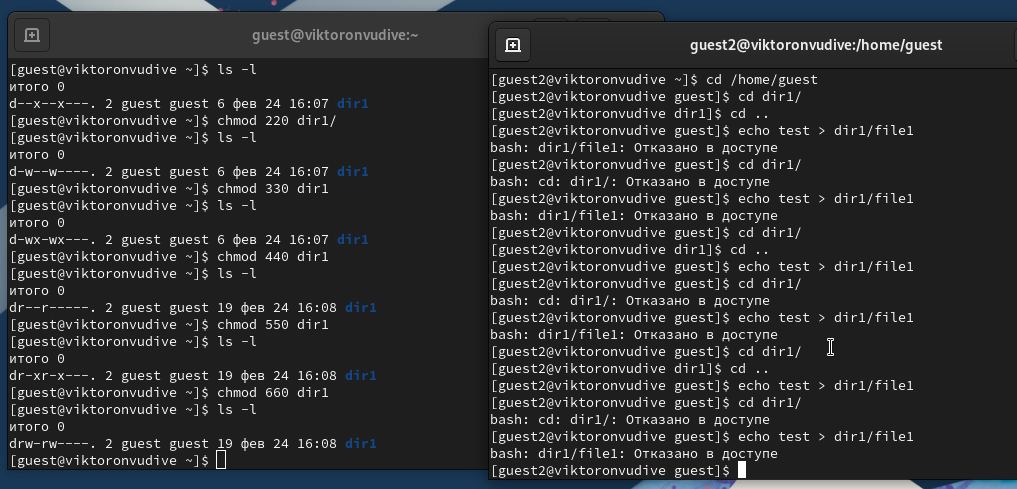 guest@viktoronvudive:~
[guest@viktoronvudive ~]$ ls -l
итого 0
d--x--x---. 2 guest guest 6 фев 24 16:07 dir1
[guest@viktoronvudive ~]$ chmod 220 dir1/
[guest@viktoronvudive ~]$ ls -l
итого 0
d-w--w----. 2 guest guest 6 фев 24 16:07 dir1
[guest@viktoronvudive ~]$ chmod 330 dir1
[guest@viktoronvudive ~]$ ls -l
итого 0
d-wx-wx---. 2 guest guest 6 фев 24 16:07 dir1
[guest@viktoronvudive ~]$ chmod 440 dir1
[guest@viktoronvudive ~]$ ls -l
итого 0
dr--r-----. 2 guest guest 19 фев 24 16:08 dir1
[guest@viktoronvudive ~]$ chmod 550 dir1
[guest@viktoronvudive ~]$ ls -l
итого 0
dr-xr-x---. 2 guest guest 19 фев 24 16:08 dir1
[guest@viktoronvudive ~]$ chmod 660 dir1
[guest@viktoronvudive ~]$ ls -l
итого 0
drw-rw----. 2 guest guest 19 фев 24 16:08 dir1
[guest@viktoronvudive ~]$
guest2@viktoronvudive:/home/guest
[guest2@viktoronvudive ~]$ cd /home/guest
[guest2@viktoronvudive guest]$ cd dir1/
[guest2@viktoronvudive dir1]$ cd ..
[guest2@viktoronvudive guest]$ echo test > dir1/file1
bash: dir1/file1: Отказано в доступе
[guest2@viktoronvudive guest]$ cd dir1/
bash: cd: dir1/: Отказано в доступе
[guest2@viktoronvudive guest]$ echo test > dir1/file1
bash: dir1/file1: Отказано в доступе
[guest2@viktoronvudive guest]$ cd dir1/
[guest2@viktoronvudive dir1]$ cd ..
[guest2@viktoronvudive guest]$ echo test > dir1/file1
[guest2@viktoronvudive guest]$ cd dir1/
bash: cd: dir1/: Отказано в доступе
[guest2@viktoronvudive guest]$ echo test > dir1/file1
bash: dir1/file1: Отказано в доступе
[guest2@viktoronvudive guest]$ cd dir1/
[guest2@viktoronvudive dir1]$ cd ..
[guest2@viktoronvudive guest]$ echo test > dir1/file1
[guest2@viktoronvudive guest]$ cd dir1/
bash: cd: dir1/: Отказано в доступе
[guest2@viktoronvudive guest]$ echo test > dir1/file1
bash: dir1/file1: Отказано в доступе
[guest2@viktoronvudive guest]$